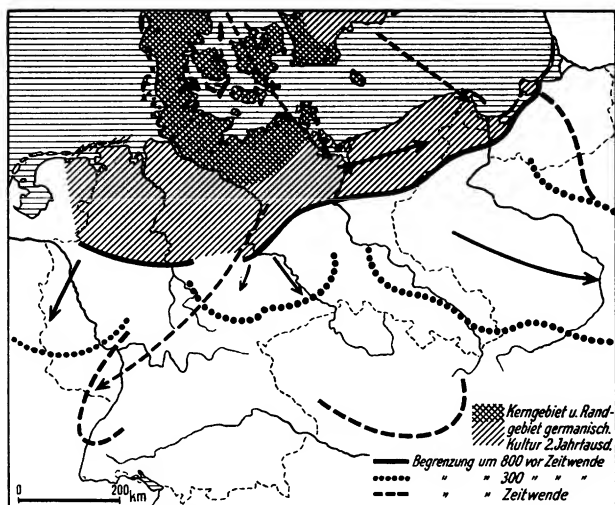 Kerngebiet u. Rand-
gebiet germanisch.
Kultur 2. Jahrtausd.
Begrenzung um 800 vor Zeitwende
" " 300 " "  "
" " Zeitwende
0 200 km